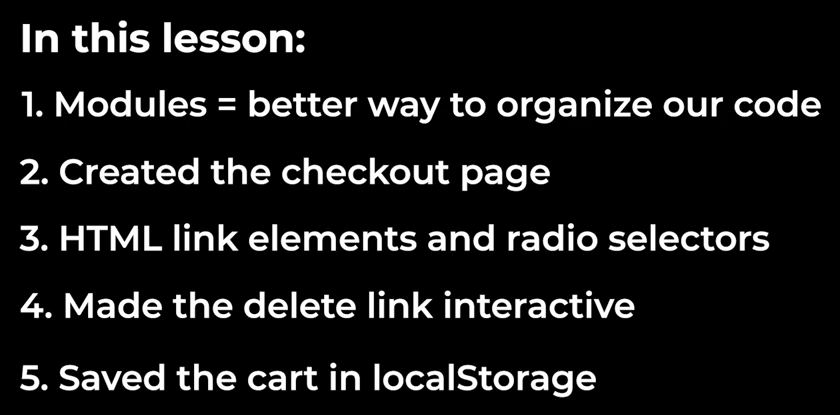 In this lesson:
1. Modules = better way to organize our code
2. Created the checkout page
3. HTML link elements and radio selectors
4. Made the delete link interactive
5. Saved the cart in localStorage